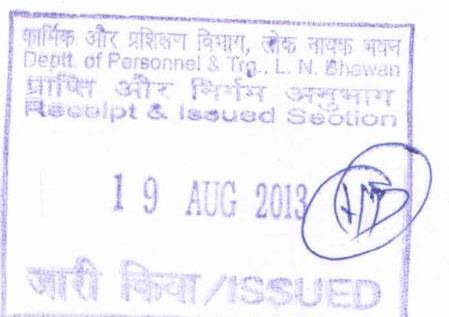 कार्मिक और प्रशिक्षण विभाग, लोक नायक भवन
Deptt. of Personnel & Trg., L. N. Bhawan
प्राप्ति और निर्गम अनुभाग
Receipt & Issued Section
19 AUG 2013
जारी किया/ISSUED